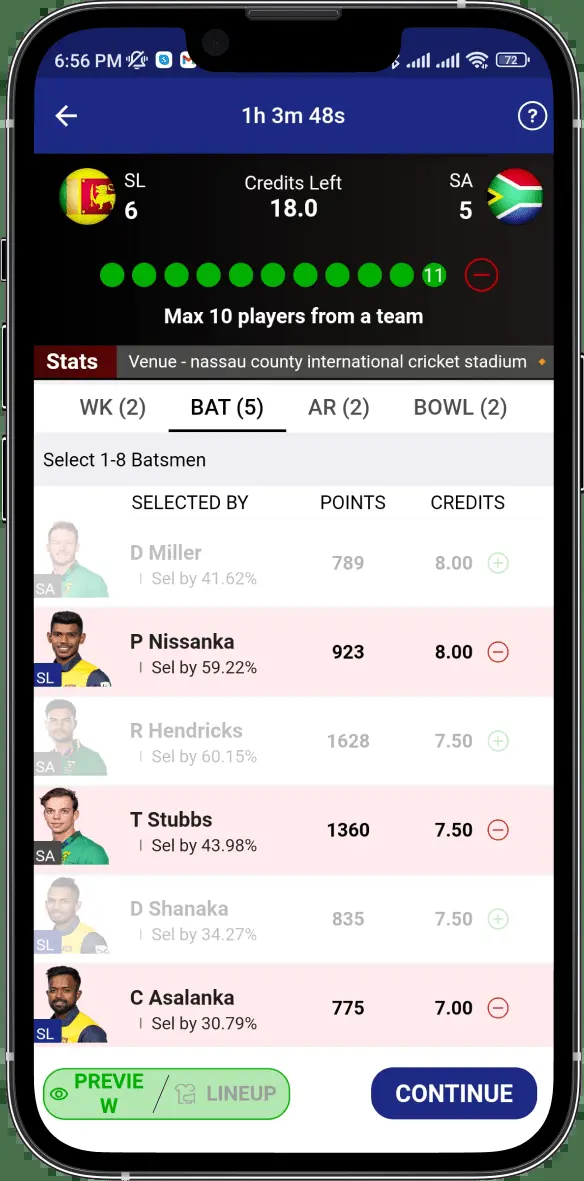 6:56 PM
72
1h 3m 48s
?
SL
6
Credits Left
18.0
SA
5
11
Max 10 players from a team
Stats
Venue - nassau county international cricket stadium
WK (2)
BAT (5)
AR (2)
BOWL (2)
Select 1-8 Batsmen
SELECTED BY
POINTS
CREDITS
SA
D Miller
Sel by 41.62%
789
8.00
SL
P Nissanka
Sel by 59.22%
923
8.00
SA
R Hendricks
Sel by 60.15%
1628
7.50
SA
T Stubbs
Sel by 43.98%
1360
7.50
SL
D Shanaka
Sel by 34.27%
835
7.50
SL
C Asalanka
Sel by 30.79%
775
7.00
PREVIE
W
LINEUP
CONTINUE